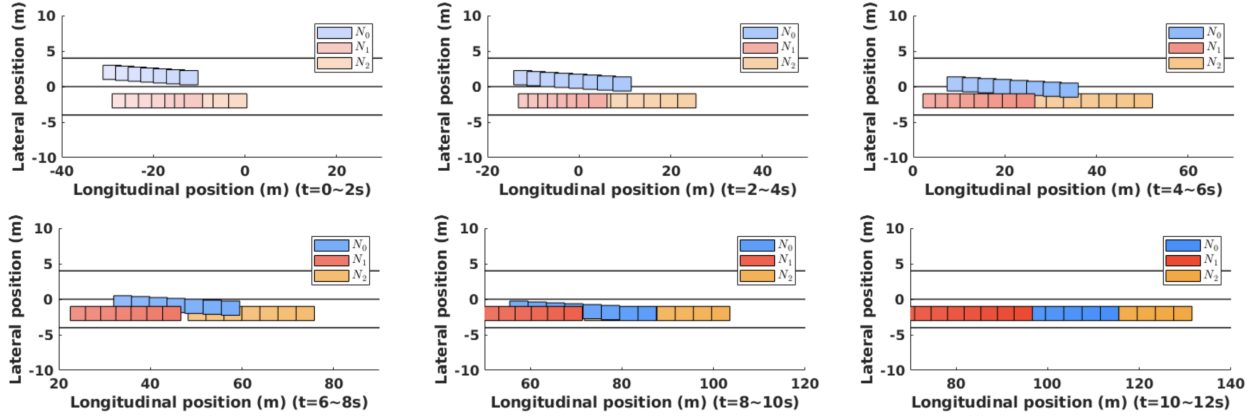 10
5
0
-5
-10
Lateral position (m)
-40 -20 0 20
Longitudinal position (m) (t=0~2s)
N0
N1
N2
10
5
0
-5
-10
Lateral position (m)
-20 0 20 40
Longitudinal position (m) (t=2~4s)
N0
N1
N2
10
5
0
-5
-10
Lateral position (m)
0 20 40 60
Longitudinal position (m) (t=4~6s)
N0
N1
N2
10
5
0
-5
-10
Lateral position (m)
20 40 60 80
Longitudinal position (m) (t=6~8s)
N0
N1
N2
10
5
0
-5
-10
Lateral position (m)
60 80 100 120
Longitudinal position (m) (t=8~10s)
N0
N1
N2
10
5
0
-5
-10
Lateral position (m)
80 100 120 140
Longitudinal position (m) (t=10~12s)
N0
N1
N2